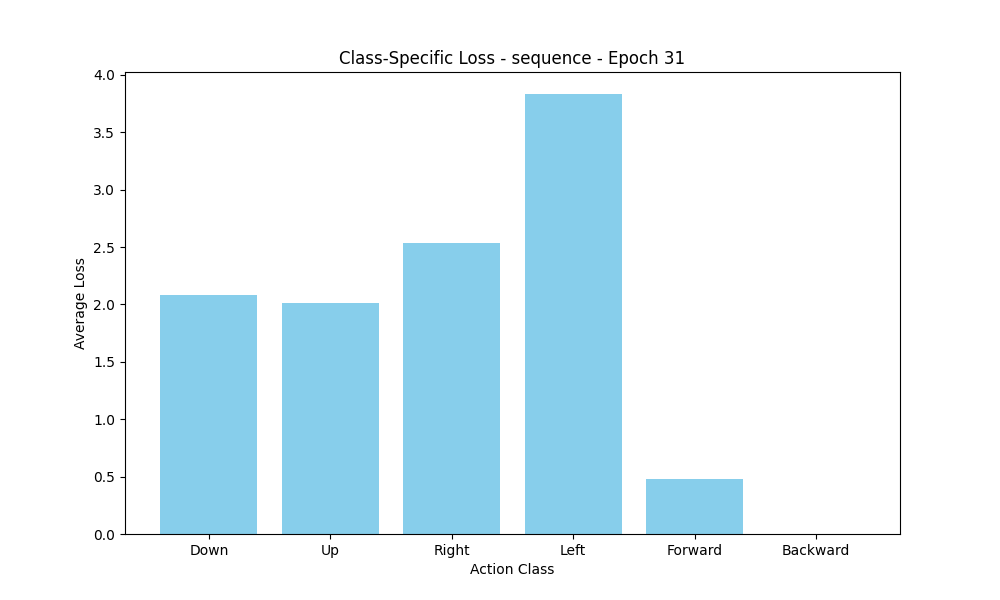 Class-Specific Loss - sequence - Epoch 31
4.0
3.5
3.0
2.5
2.0
1.5
1.0
0.5
0.0
Average Loss
Down Up Right Left Forward Backward
Action Class